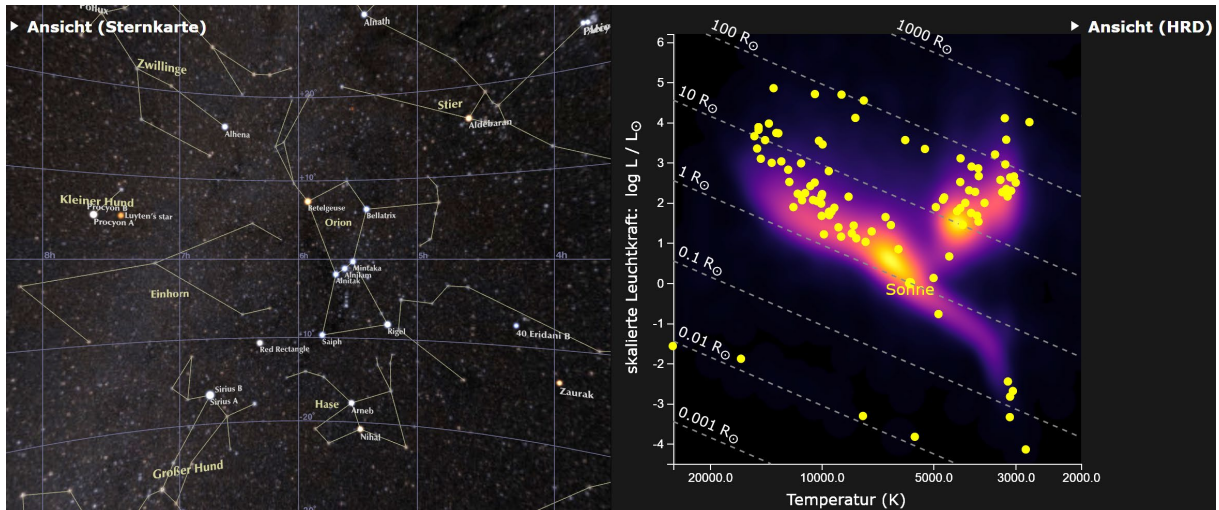 Pollux
Ansicht (Sternkarte)
Alnath
Zwillinge
+20°
Stier
Aldebaran
Alhena
+10°
Kleiner Hund
Procyon B
Luyten's star
Procyon A
Betelgeuse
Bellatrix
Orion
8h
7h
5h
4h
Mintaka
Alnilam
Alnitak
Einhorn
40 Eridani B
Rigel
Saiph
-10°
Red Rectangle
Zaurak
Sirius B
Sirius A
Hase
Arneb
-20°
Nihal
Großer Hund
Ansicht (HRD)
100 R☉
1000 R☉
10 R☉
1 R☉
0.1 R☉
0.01 R☉
0.001 R☉
skalierte Leuchtkraft: log L / L☉
6
5
4
3
2
1
0
-1
-2
-3
-4
Sonne
20000.0
10000.0
5000.0
3000.0
2000.0
Temperatur (K)